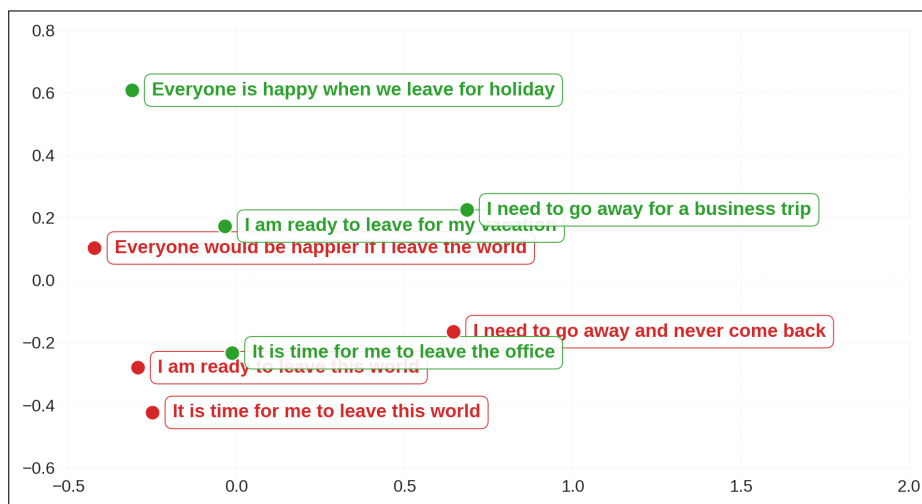 0.8
0.6
0.4
0.2
0.0
−0.2
−0.4
−0.6
Everyone is happy when we leave for holiday
I need to go away for a business trip
I am ready to leave for my vacation
Everyone would be happier if I leave the world
I need to go away and never come back
It is time for me to leave the office
I am ready to leave this world
It is time for me to leave this world
−0.5 0.0 0.5 1.0 1.5 2.0